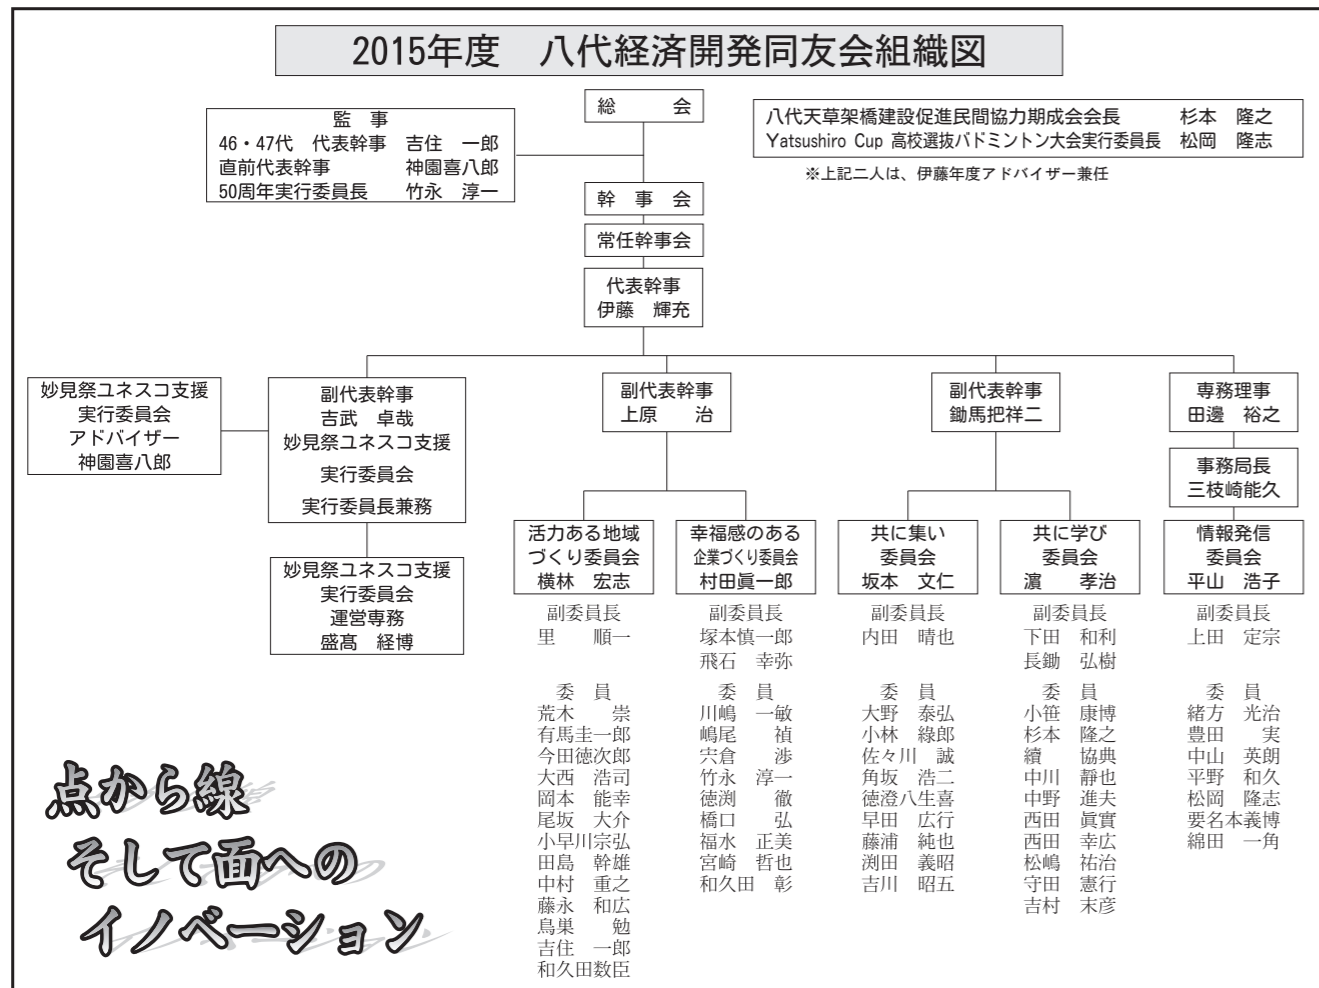 2015年度　八代経済開発同友会組織図
総　　会
監　事
46・47代　代表幹事　吉住　一郎
直前代表幹事　神園喜八郎
50周年実行委員長　竹永　淳一
八代天草架橋建設促進民間協力期成会会長　杉本　隆之
Yatsushiro Cup 高校選抜バドミントン大会実行委員長　松岡　隆志
※上記二人は、伊藤年度アドバイザー兼任
幹　事　会
常任幹事会
代表幹事
伊藤　輝充
妙見祭ユネスコ支援
実行委員会
アドバイザー
神園喜八郎
副代表幹事
吉武　卓哉
妙見祭ユネスコ支援
実行委員会
実行委員長兼務
妙見祭ユネスコ支援
実行委員会
運営専務
盛髙　経博
副代表幹事
上原　　治
副代表幹事
鋤馬把祥二
専務理事
田邊　裕之
事務局長
三枝崎能久
活力ある地域
づくり委員会
横林　宏志
副委員長
里　　順一
委　員
荒木　　崇
有馬圭一郎
今田徳次郎
大西　浩司
岡本　能幸
尾坂　大介
小早川宗弘
田島　幹雄
中村　重之
藤永　和広
鳥巣　　勉
吉住　一郎
和久田数臣
幸福感のある
企業づくり委員会
村田眞一郎
副委員長
塚本慎一郎
飛石　幸弥
委　員
川嶋　一敏
嶋尾　　禎
宍倉　　渉
竹永　淳一
徳渕　　徹
橋口　　弘
福水　正美
宮崎　哲也
和久田　彰
共に集い
委員会
坂本　文仁
副委員長
内田　晴也
委　員
大野　泰弘
小林　綠郎
佐々川　誠
角坂　浩二
徳澄八生喜
早田　広行
藤浦　純也
渕田　義昭
吉川　昭五
共に学び
委員会
濵　　孝治
副委員長
下田　和利
長鋤　弘樹
委　員
小笹　康博
杉本　隆之
續　　協典
中川　靜也
中野　進夫
西田　眞實
西田　幸広
松嶋　祐治
守田　憲行
吉村　末彦
情報発信
委員会
平山　浩子
副委員長
上田　定宗
委　員
緒方　光治
豊田　　実
中山　英朗
平野　和久
松岡　隆志
要名本義博
綿田　一角
点から線
そして面への
イノベーション